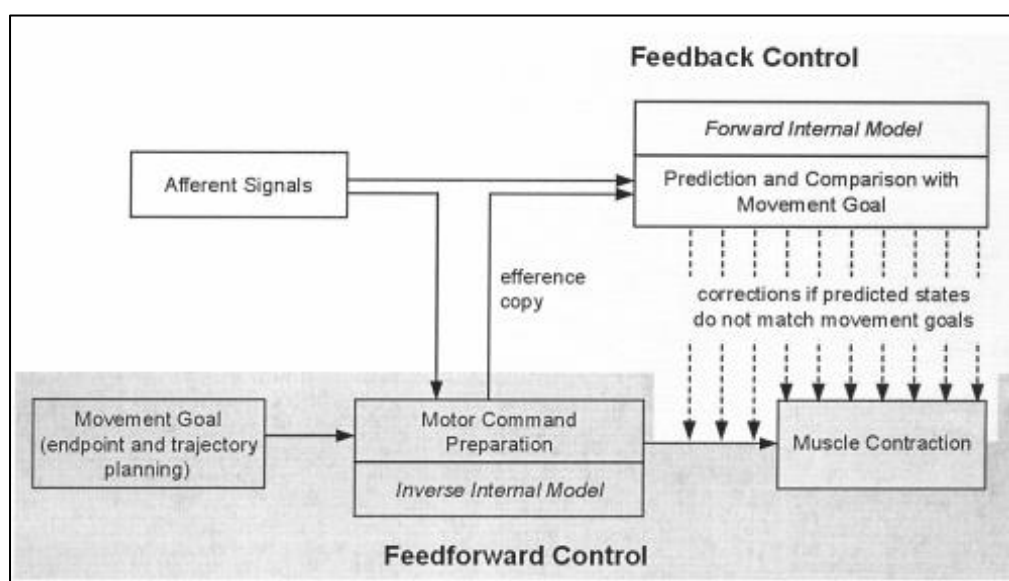 Feedback Control
Forward Internal Model
Afferent Signals
Prediction and Comparison with
Movement Goal
efference
copy
corrections if predicted states
do not match movement goals
Movement Goal
(endpoint and trajectory
planning)
Motor Command
Preparation
Muscle Contraction
Inverse Internal Model
Feedforward Control